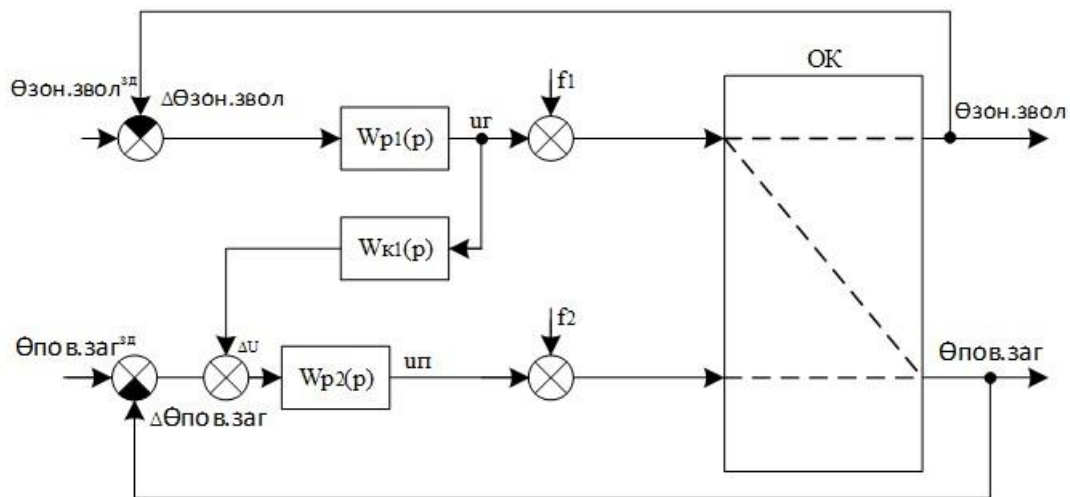 OK
Өзон.звол^зд
ΔӨзон.звол
f1
uг
Wp1(p)
Өзон.звол
Wк1(p)
Өпов.заг^зд
ΔU
f2
uп
Wp2(p)
Өпов.заг
ΔӨпов.заг